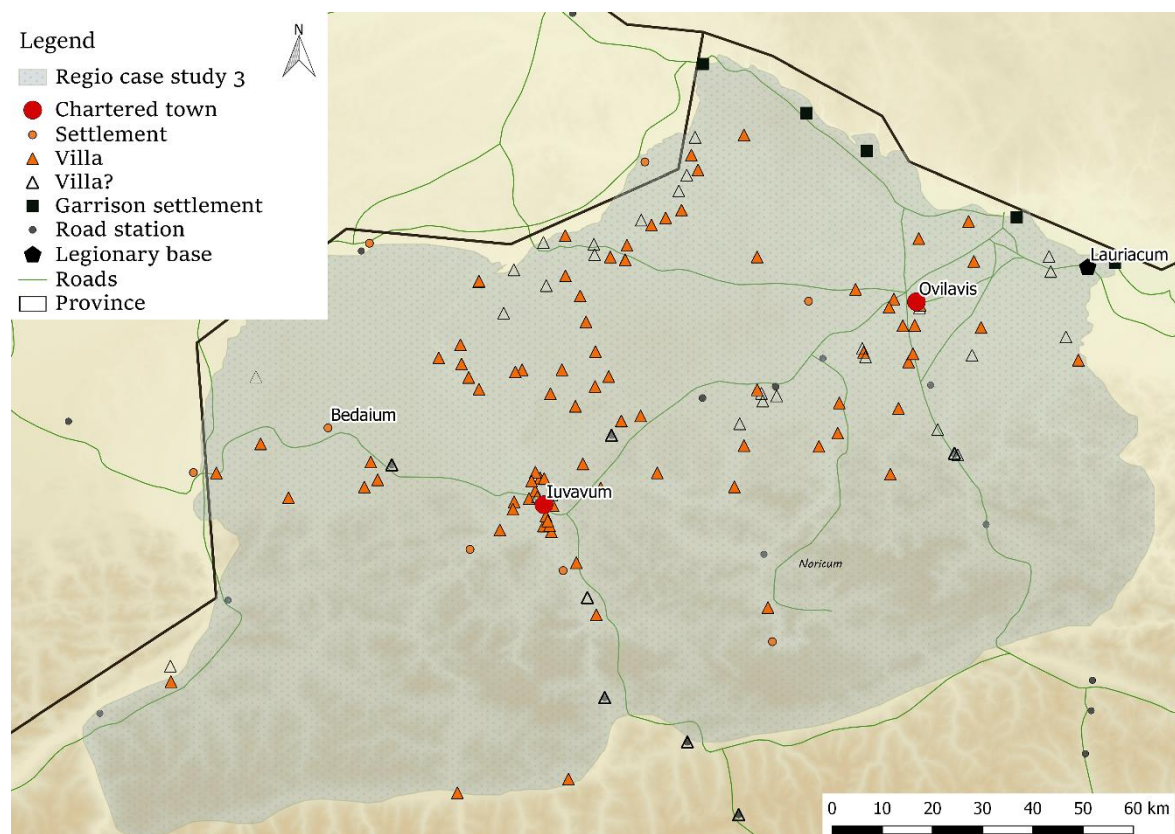 Legend
Regio case study 3
Chartered town
Settlement
Villa
Villa?
Garrison settlement
Road station
Legionary base
Roads
Province
N
Lauriacum
Ovilavis
Bedaium
Iuvavum
Noricum
0 10 20 30 40 50 60 km